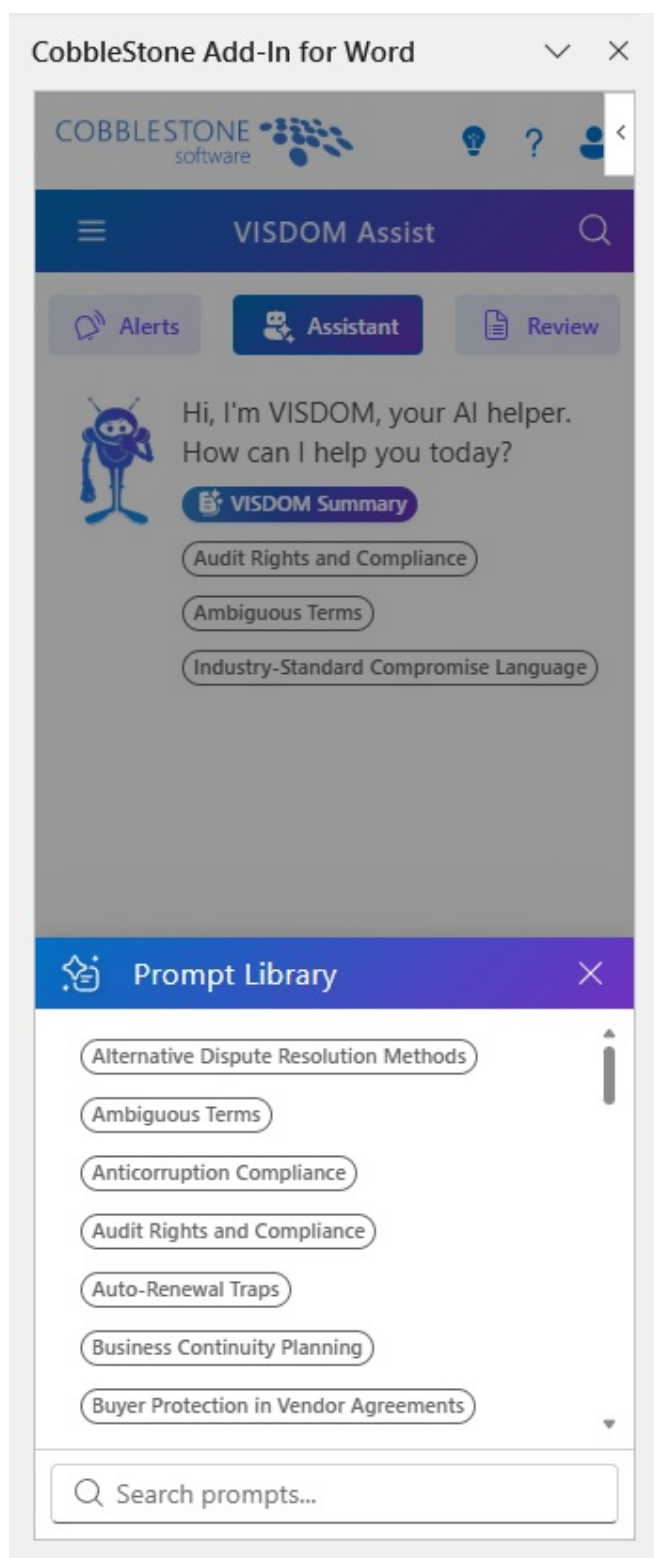 CobbleStone Add-In for Word
COBBLESTONE
software
?
VISDOM Assist
Alerts
Assistant
Review
Hi, I'm VISDOM, your AI helper.
How can I help you today?
VISDOM Summary
Audit Rights and Compliance
Ambiguous Terms
Industry-Standard Compromise Language
Prompt Library
Alternative Dispute Resolution Methods
Ambiguous Terms
Anticorruption Compliance
Audit Rights and Compliance
Auto-Renewal Traps
Business Continuity Planning
Buyer Protection in Vendor Agreements
Search prompts...